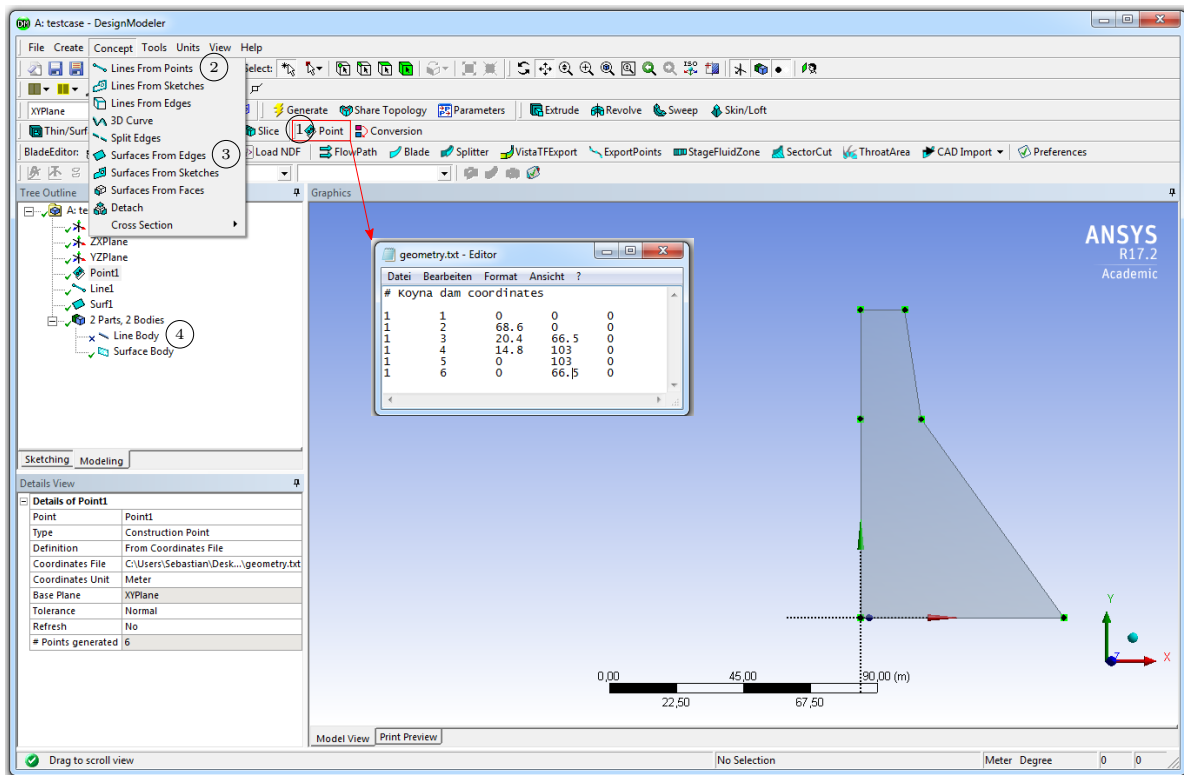 A: testcase - DesignModeler
File Create Concept Tools Units View Help
Select:
XYPlane
Generate Share Topology Parameters Extrude Revolve Sweep Skin/Loft
Thin/Surf Slice 1 Point Conversion
BladeEditor: Load NDF FlowPath Blade Splitter VistaTFExport ExportPoints StageFluidZone SectorCut ThroatArea CAD Import Preferences
Lines From Points 2
Lines From Sketches
Lines From Edges
3D Curve
Split Edges
Surfaces From Edges 3
Surfaces From Sketches
Surfaces From Faces
Detach
Cross Section
Tree Outline
A: te
ZXPlane
YZPlane
Point1
Line1
Surf1
2 Parts, 2 Bodies
Line Body 4
Surface Body
Sketching Modeling
Details View
Details of Point1
Point Point1
Type Construction Point
Definition From Coordinates File
Coordinates File C:\Users\Sebastian\Desk...\geometry.txt
Coordinates Unit Meter
Base Plane XYPlane
Tolerance Normal
Refresh No
# Points generated 6
Graphics
geometry.txt - Editor
Datei Bearbeiten Format Ansicht ?
# Koyna dam coordinates
1 1 0 0 0
1 2 68.6 0 0
1 3 20.4 66.5 0
1 4 14.8 103 0
1 5 0 103 0
1 6 0 66.5 0
ANSYS
R17.2
Academic
Y
X
Z
0,00 45,00 90,00 (m)
22,50 67,50
Model View Print Preview
Drag to scroll view No Selection Meter Degree 0 0